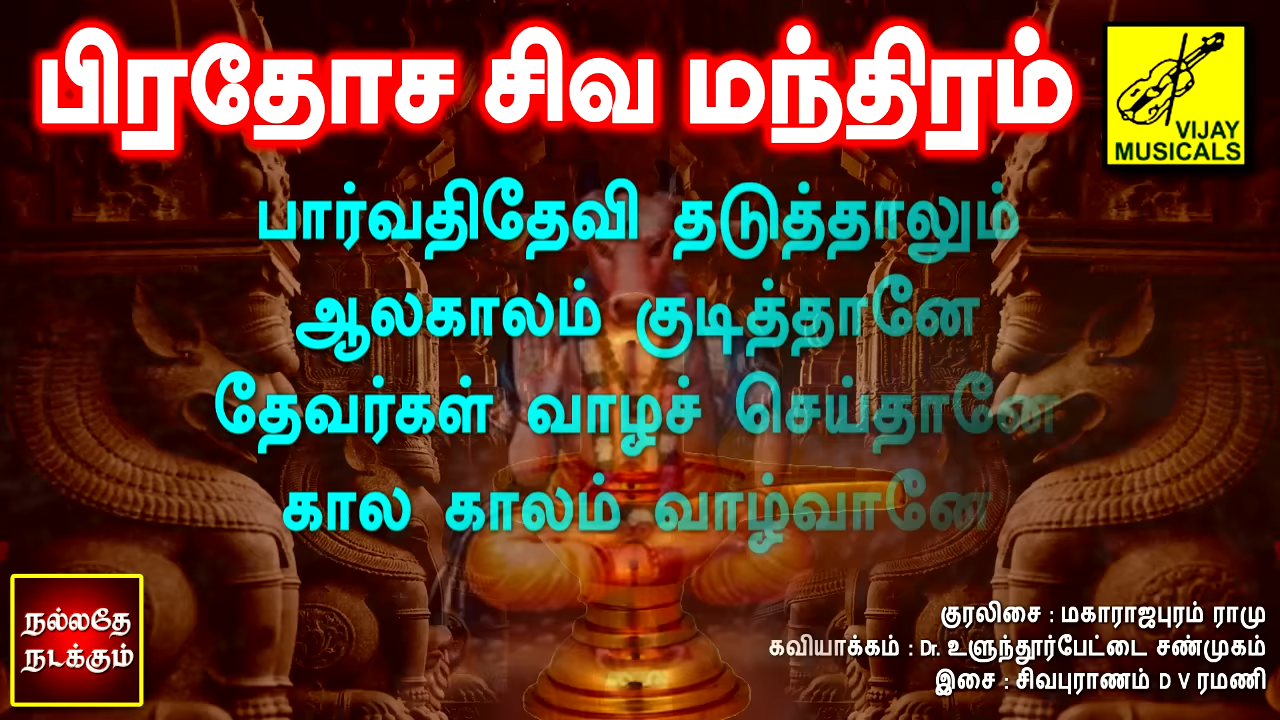 பிரதோச சிவ மந்திரம்
VIJAY
MUSICALS
பார்வதிதேவி தடுத்தாலும்
ஆலகாலம் குடித்தானே
தேவர்கள் வாழச் செய்தானே
கால காலம் வாழ்வானே
நல்லதே
நடக்கும்
குரலிசை : மகாராஜபுரம் ராமு
கவியாக்கம் : Dr. உளுந்தூர்பேட்டை சண்முகம்
இசை : சிவபுராணம் D V ரமணி